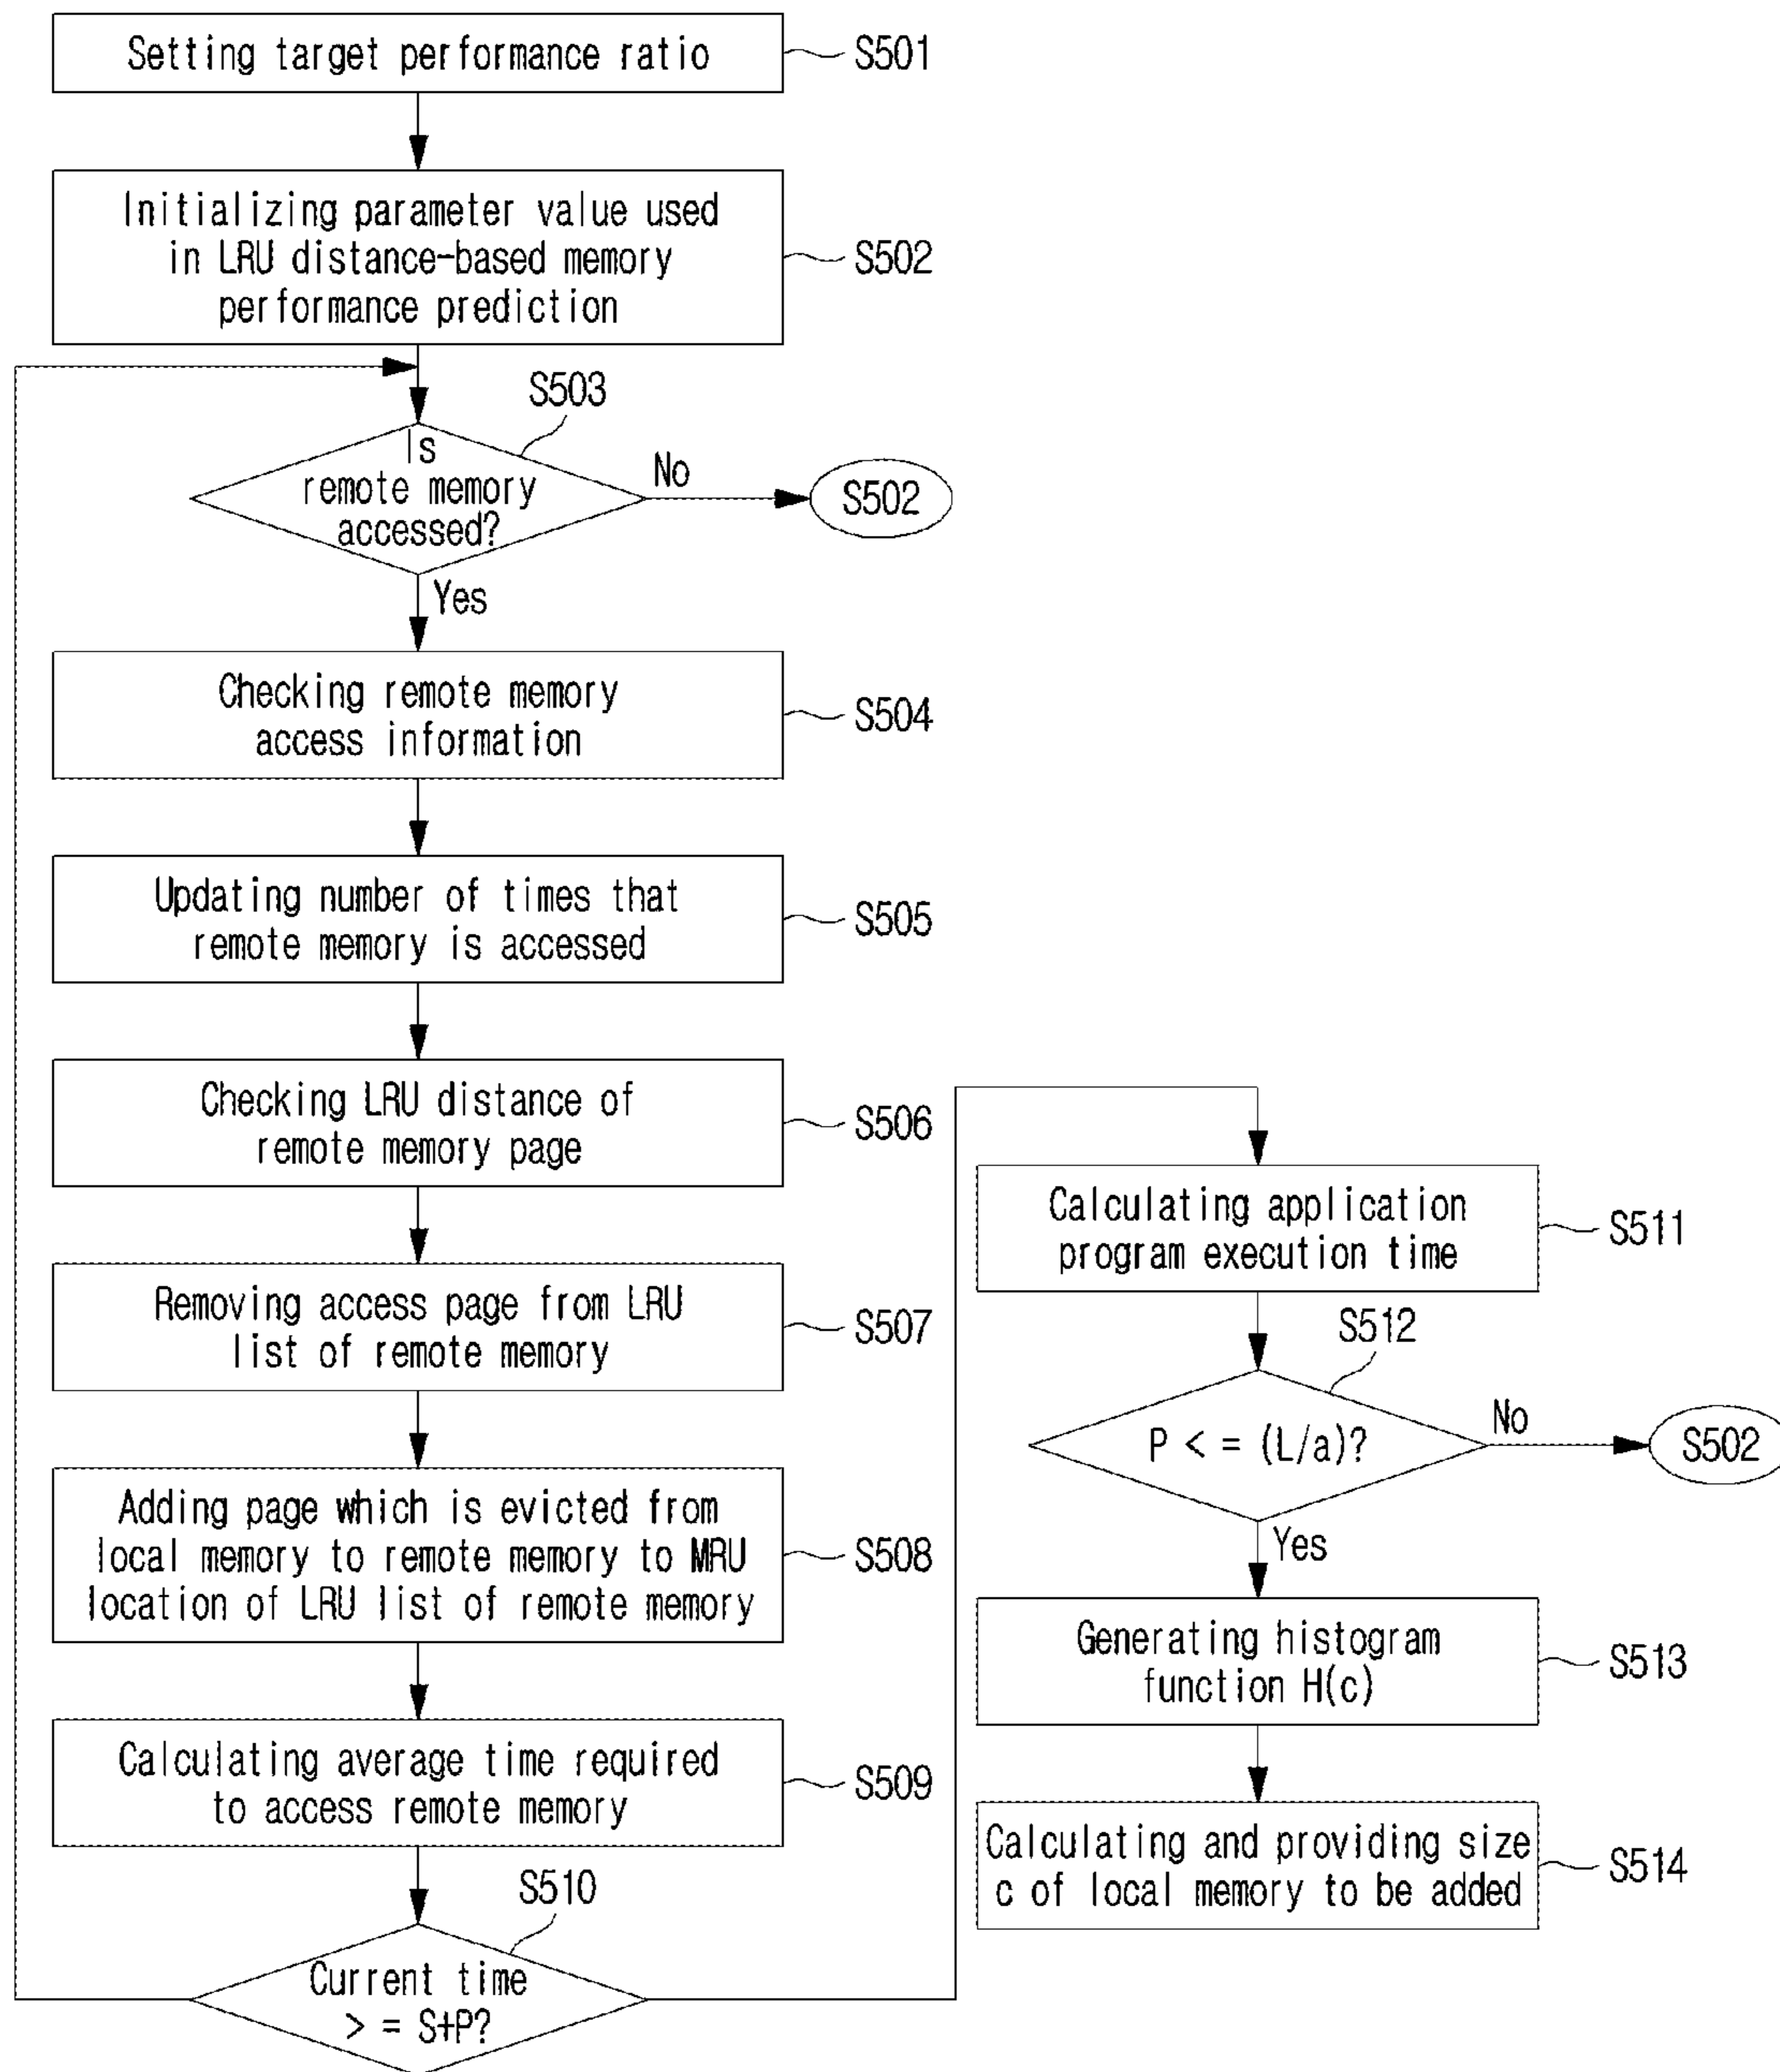 Setting target performance ratio
S501
Initializing parameter value used
in LRU distance-based memory
performance prediction
S502
S503
Is
remote memory
accessed?
No
S502
Yes
Checking remote memory
access information
S504
Updating number of times that
remote memory is accessed
S505
Checking LRU distance of
remote memory page
S506
Removing access page from LRU
list of remote memory
S507
Adding page which is evicted from
local memory to remote memory to MRU
location of LRU list of remote memory
S508
Calculating average time required
to access remote memory
S509
S510
Current time
> = S+P?
Calculating application
program execution time
S511
S512
P < = (L/a)?
No
S502
Yes
Generating histogram
function H(c)
S513
Calculating and providing size
c of local memory to be added
S514